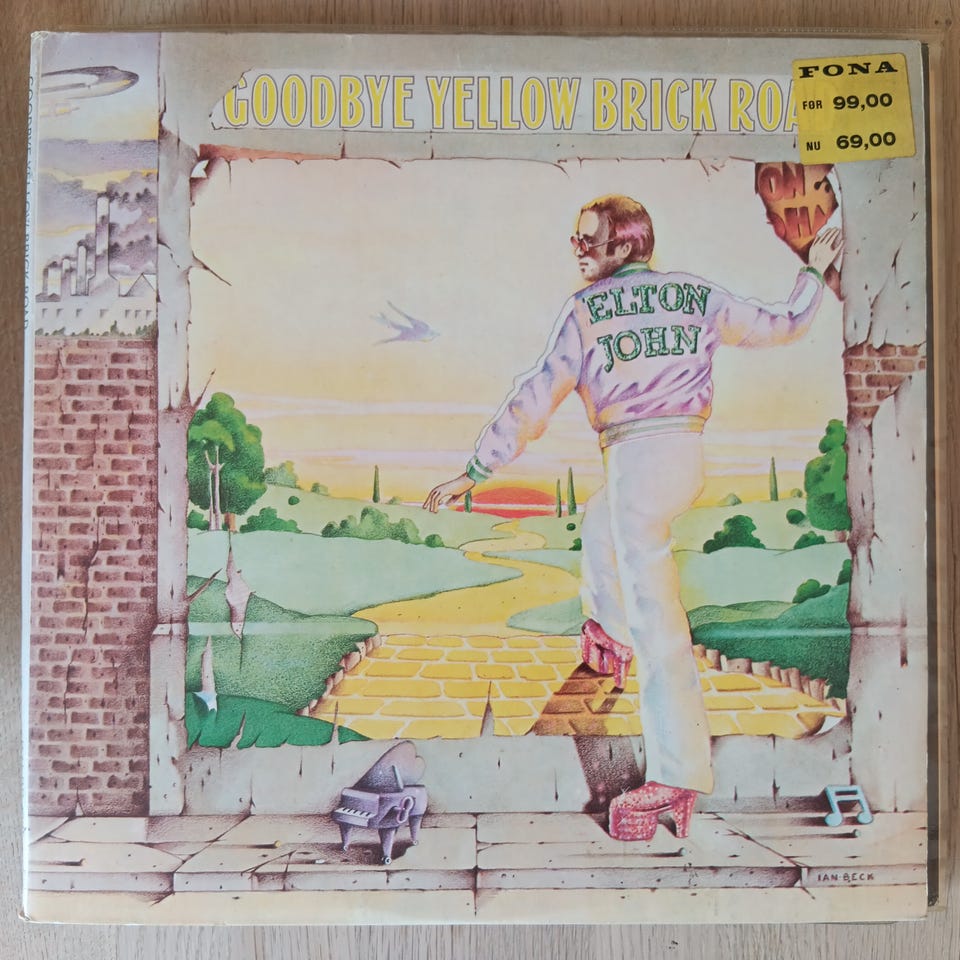 GOODBYE YELLOW BRICK ROA
FONA
FØR 99,00
NU 69,00
ELTON
JOHN
IAN BECK